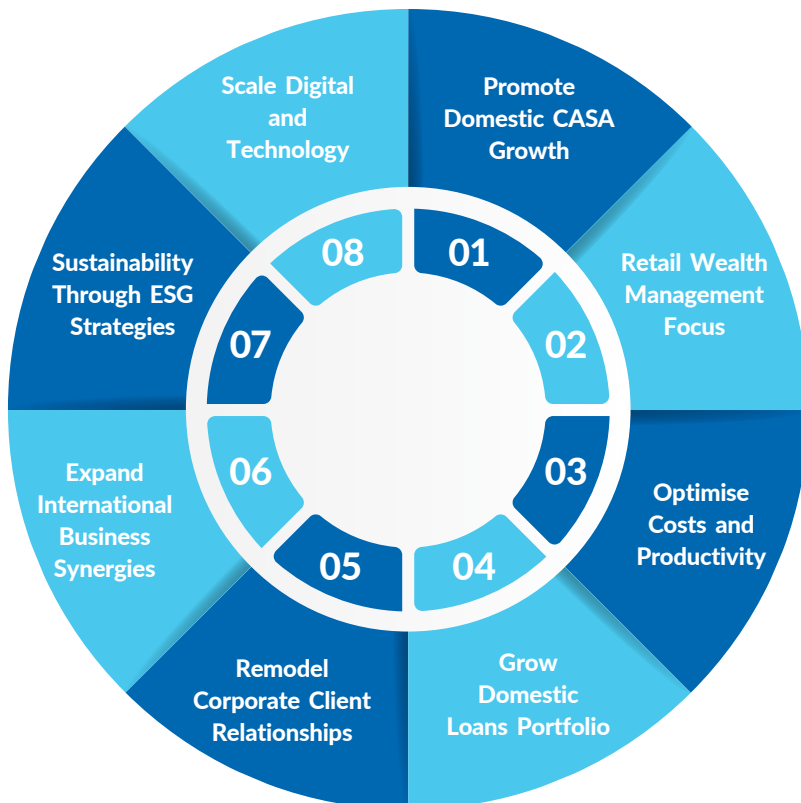 01
Promote
Domestic CASA
Growth
02
Retail Wealth
Management
Focus
03
Optimise
Costs and
Productivity
04
Grow
Domestic
Loans Portfolio
05
Remodel
Corporate Client
Relationships
06
Expand
International
Business
Synergies
07
Sustainability
Through ESG
Strategies
08
Scale Digital
and
Technology